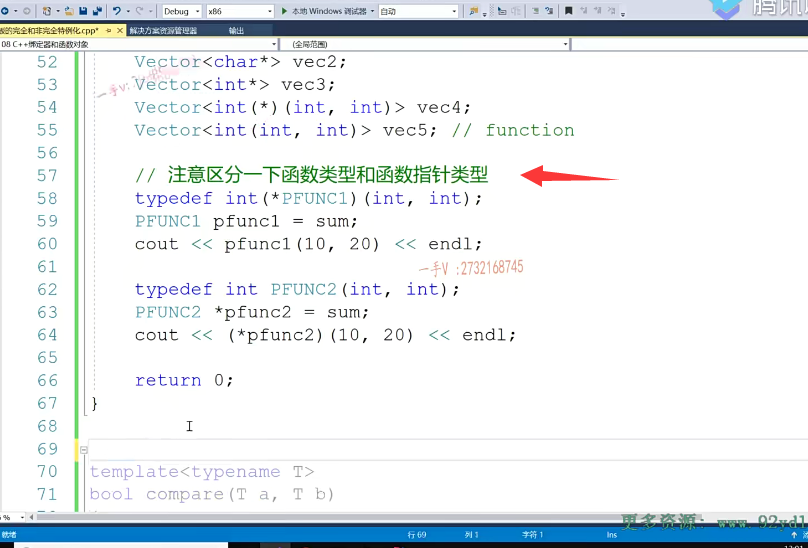 Debug x86 本地 Windows 调试器 自动
板的完全和非完全特例化.cpp* 解决方案资源管理器 输出
08 C++绑定器和函数对象 (全局范围)
52 Vector<char*> vec2;
53 Vector<int*> vec3;
一手V:
54 Vector<int(*)(int, int)> vec4;
55 Vector<int(int, int)> vec5; // function
56
57 // 注意区分一下函数类型和函数指针类型
58 typedef int(*PFUNC1)(int, int);
59 PFUNC1 pfunc1 = sum;
60 cout << pfunc1(10, 20) << endl;
61
一手V :2732168745
62 typedef int PFUNC2(int, int);
63 PFUNC2 *pfunc2 = sum;
64 cout << (*pfunc2)(10, 20) << endl;
65
66 return 0;
67 }
68
69
70 template<typename T>
71 bool compare(T a, T b)
更多资源: www.92xdl
就绪 行 69 列 1 字符 1 Ins